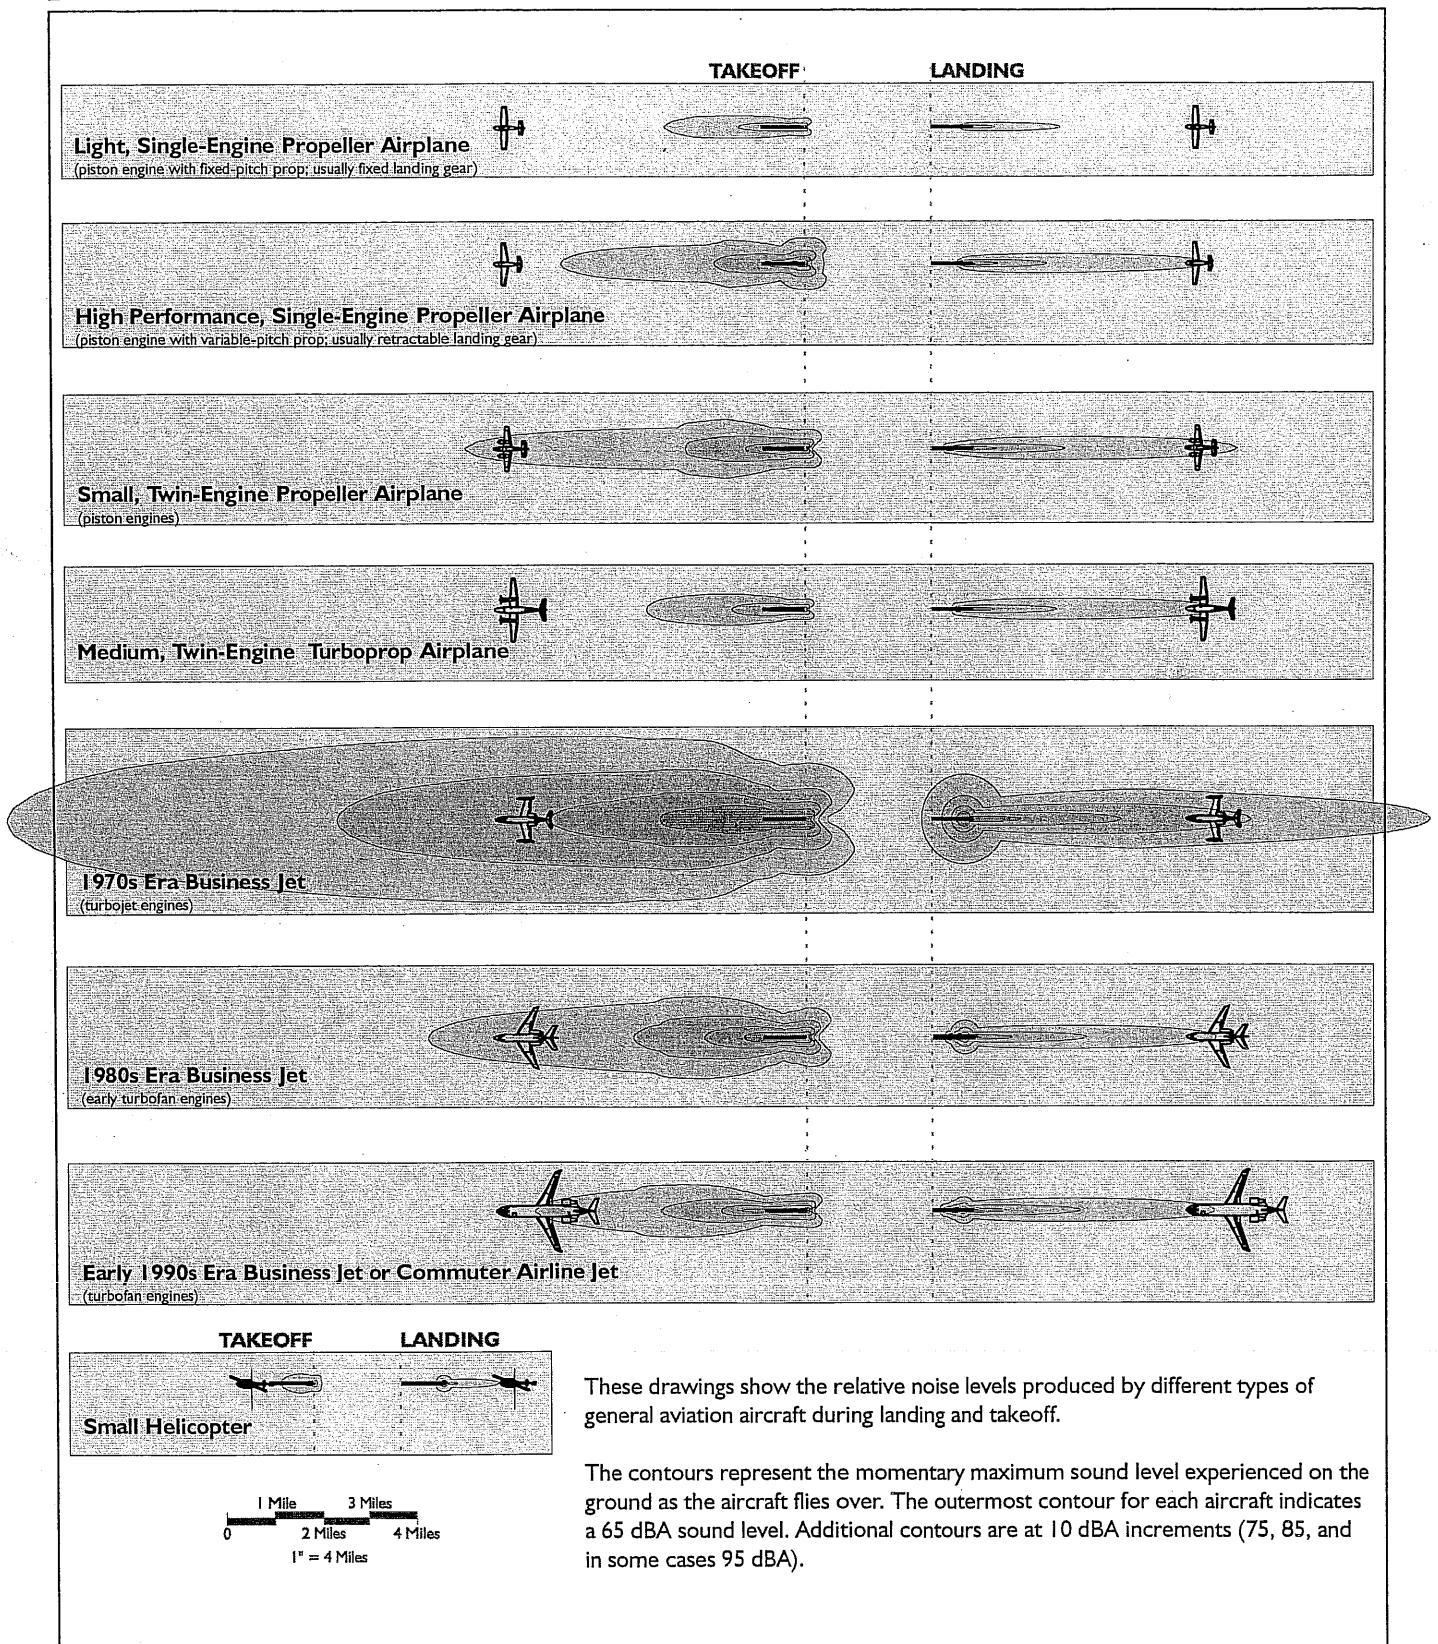 TAKEOFF LANDING
Light, Single-Engine Propeller Airplane
(piston engine with fixed-pitch prop; usually fixed landing gear)
High Performance, Single-Engine Propeller Airplane
(piston engine with variable-pitch prop; usually retractable landing gear)
Small, Twin-Engine Propeller Airplane
(piston engines)
Medium, Twin-Engine Turboprop Airplane
1970s Era Business Jet
(turbojet engines)
1980s Era Business Jet
(early turbofan engines)
Early 1990s Era Business Jet or Commuter Airline Jet
(turbofan engines)
TAKEOFF LANDING
Small Helicopter
1 Mile 3 Miles
0 2 Miles 4 Miles
1" = 4 Miles
These drawings show the relative noise levels produced by different types of
general aviation aircraft during landing and takeoff.
The contours represent the momentary maximum sound level experienced on the
ground as the aircraft flies over. The outermost contour for each aircraft indicates
a 65 dBA sound level. Additional contours are at 10 dBA increments (75, 85, and
in some cases 95 dBA).